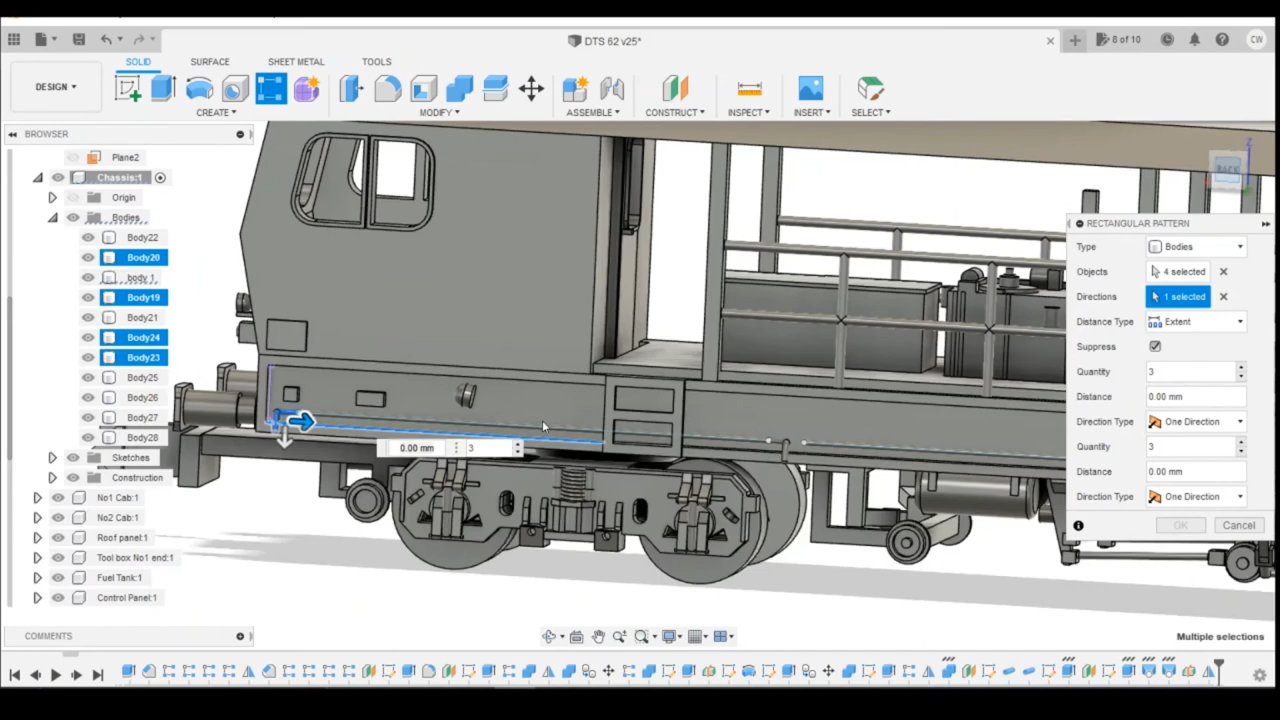 DTS 62 v25*
8 of 10
CW
DESIGN
SOLID
SURFACE
SHEET METAL
TOOLS
CREATE
MODIFY
ASSEMBLE
CONSTRUCT
INSPECT
INSERT
SELECT
BROWSER
Plane2
Chassis:1
Origin
Bodies
Body22
Body20
body 1
Body19
Body21
Body24
Body23
Body25
Body26
Body27
Body28
Sketches
Construction
No1 Cab:1
No2 Cab:1
Roof panel:1
Tool box No1 end:1
Fuel Tank:1
Control Panel:1
COMMENTS
BACK
Z
0.00 mm
3
RECTANGULAR PATTERN
Type Bodies
Objects 4 selected
Directions 1 selected
Distance Type Extent
Suppress
Quantity 3
Distance 0.00 mm
Direction Type One Direction
Quantity 3
Distance 0.00 mm
Direction Type One Direction
OK Cancel
Multiple selections